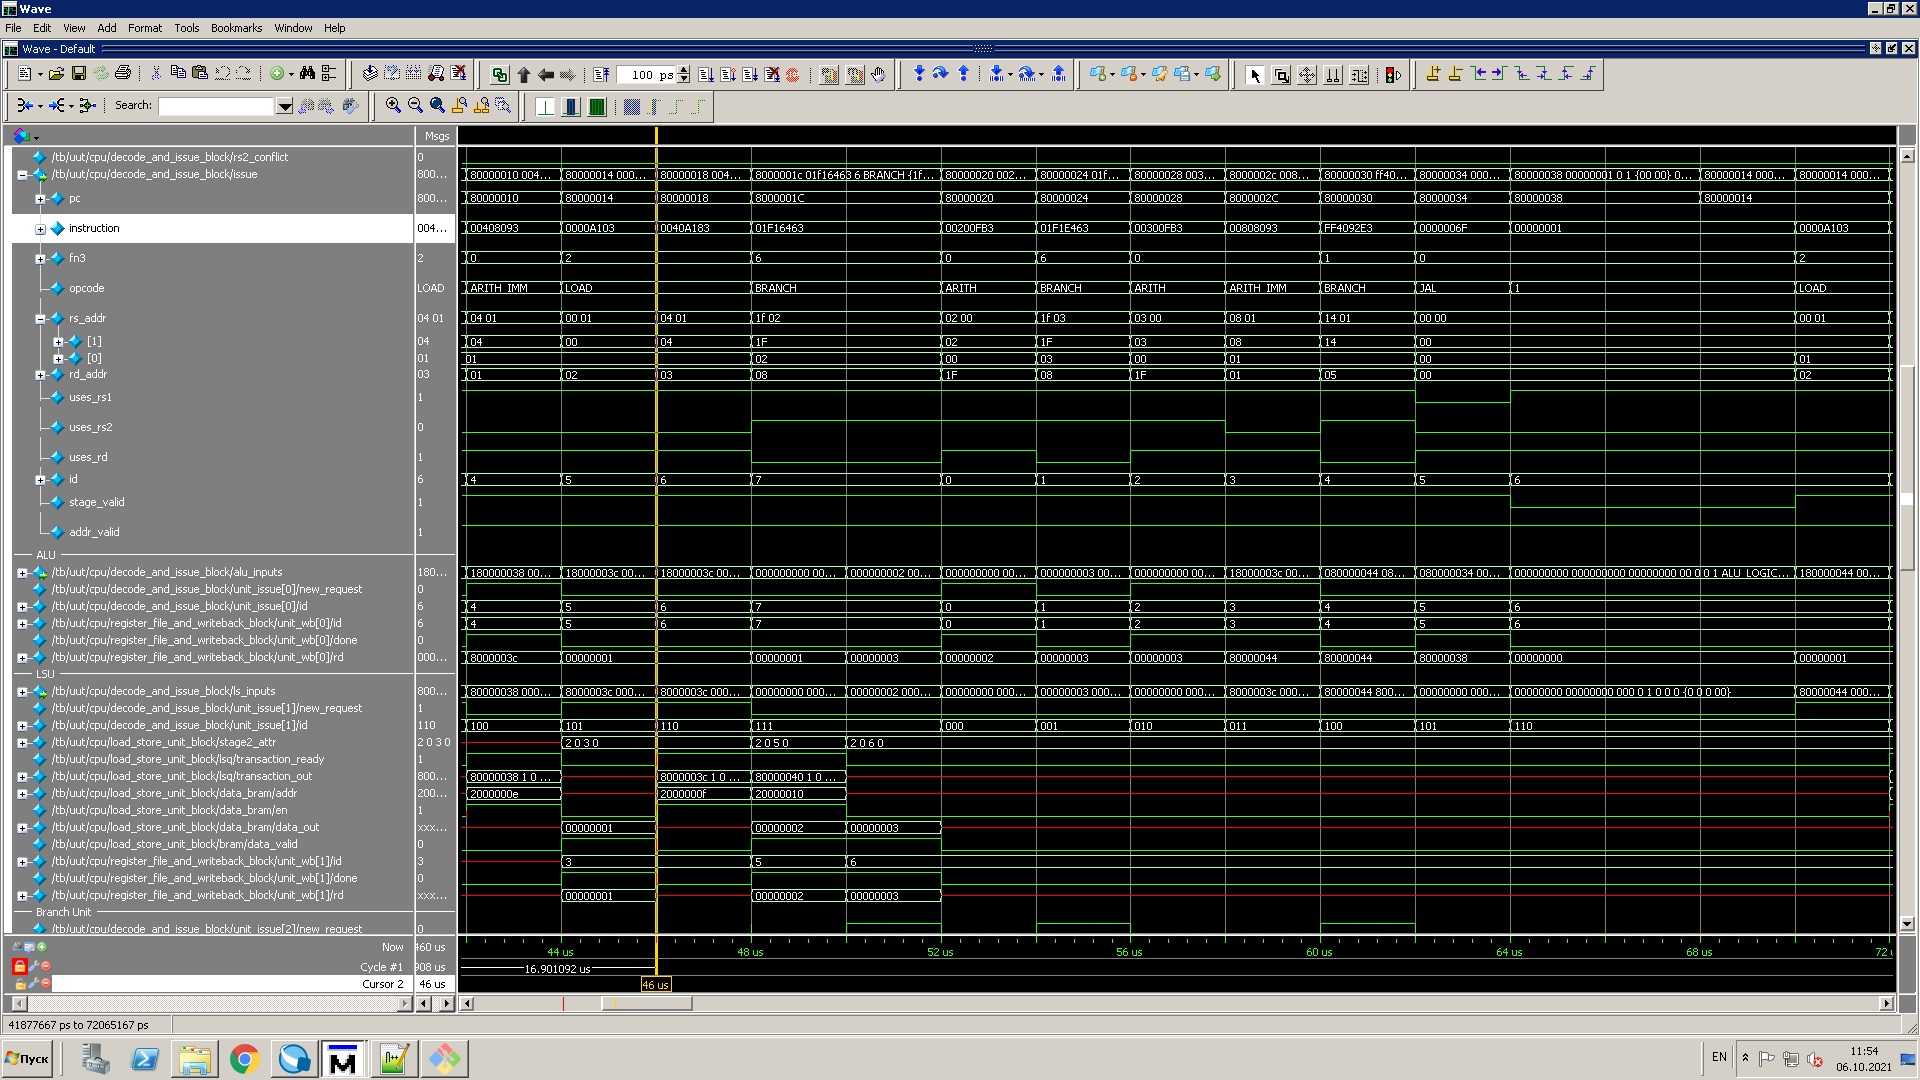 Wave
File Edit View Add Format Tools Bookmarks Window Help
Wave - Default
100 ps
Search:
Msgs
/tb/uut/cpu/decode_and_issue_block/rs2_conflict 0
/tb/uut/cpu/decode_and_issue_block/issue 800... 80000010 004... 80000014 000... 80000018 004... 8000001c 01f16463 6 BRANCH {1f... 80000020 002... 80000024 01f... 80000028 003... 8000002c 008... 80000030 ff40... 80000034 000... 80000038 00000001 0 1 {00 00} 0... 80000014 000... 80000014 000...
pc 800... 80000010 80000014 80000018 8000001C 80000020 80000024 80000028 8000002C 80000030 80000034 80000038 80000014
instruction 004... 00408093 0000A103 0040A183 01F16463 00200FB3 01F1E463 00300FB3 00808093 FF4092E3 0000006F 00000001 0000A103
fn3 2 0 2 6 0 6 0 1 0 2
opcode LOAD ARITH_IMM LOAD BRANCH ARITH BRANCH ARITH ARITH_IMM BRANCH JAL 1 LOAD
rs_addr 04 01 04 01 00 01 04 01 1f 02 02 00 1f 03 03 00 08 01 14 01 00 00 00 01
[1] 04 04 00 04 1F 02 1F 03 08 14 00
[0] 01 01 02 00 03 00 01 00 01
rd_addr 03 01 02 03 08 1F 08 1F 01 05 00 02
uses_rs1 1
uses_rs2 0
uses_rd 1
id 6 4 5 6 7 0 1 2 3 4 5 6
stage_valid 1
addr_valid 1
ALU
/tb/uut/cpu/decode_and_issue_block/alu_inputs 180... 180000038 00... 18000003c 00... 18000003c 00... 000000000 00... 000000002 00... 000000000 00... 000000003 00... 000000000 00... 18000003c 00... 080000044 08... 080000034 00... 000000000 000000000 00000000 00 0 0 1 ALU_LOGIC... 180000044 00...
/tb/uut/cpu/decode_and_issue_block/unit_issue[0]/new_request 0
/tb/uut/cpu/decode_and_issue_block/unit_issue[0]/id 6 4 5 6 7 0 1 2 3 4 5 6
/tb/uut/cpu/register_file_and_writeback_block/unit_wb[0]/id 6 4 5 6 7 0 1 2 3 4 5 6
/tb/uut/cpu/register_file_and_writeback_block/unit_wb[0]/done 0
/tb/uut/cpu/register_file_and_writeback_block/unit_wb[0]/rd 000... 8000003c 00000001 00000001 00000003 00000002 00000003 00000003 80000044 80000044 80000038 00000000 00000001
LSU
/tb/uut/cpu/decode_and_issue_block/ls_inputs 800... 80000038 000... 8000003c 000... 8000003c 000... 00000000 000... 00000002 000... 00000000 000... 00000003 000... 00000000 000... 8000003c 000... 80000044 800... 00000000 000... 00000000 00000000 000 0 1 0 0 0 {0 0 0 00} 80000044 000...
/tb/uut/cpu/decode_and_issue_block/unit_issue[1]/new_request 1
/tb/uut/cpu/decode_and_issue_block/unit_issue[1]/id 110 100 101 110 111 000 001 010 011 100 101 110
/tb/uut/cpu/load_store_unit_block/stage2_attr 2 0 3 0 2 0 3 0 2 0 5 0 2 0 6 0
/tb/uut/cpu/load_store_unit_block/lsq/transaction_ready 1
/tb/uut/cpu/load_store_unit_block/lsq/transaction_out 800... 80000038 1 0 ... 8000003c 1 0 ... 80000040 1 0 ...
/tb/uut/cpu/load_store_unit_block/data_bram/addr 200... 2000000e 2000000f 20000010
/tb/uut/cpu/load_store_unit_block/data_bram/en 1
/tb/uut/cpu/load_store_unit_block/data_bram/data_out xxx... 00000001 00000002 00000003
/tb/uut/cpu/load_store_unit_block/bram/data_valid 0
/tb/uut/cpu/register_file_and_writeback_block/unit_wb[1]/id 3 3 5 6
/tb/uut/cpu/register_file_and_writeback_block/unit_wb[1]/done 0
/tb/uut/cpu/register_file_and_writeback_block/unit_wb[1]/rd xxx... 00000001 00000002 00000003
Branch Unit
/tb/uut/cpu/decode_and_issue_block/unit_issue[2]/new_request 0
Now 460 us 44 us 48 us 52 us 56 us 60 us 64 us 68 us 72 u
Cycle #1 908 us 16.901092 us
Cursor 2 46 us 46 us
41877667 ps to 72065167 ps
Пуск EN 11:54
06.10.2021